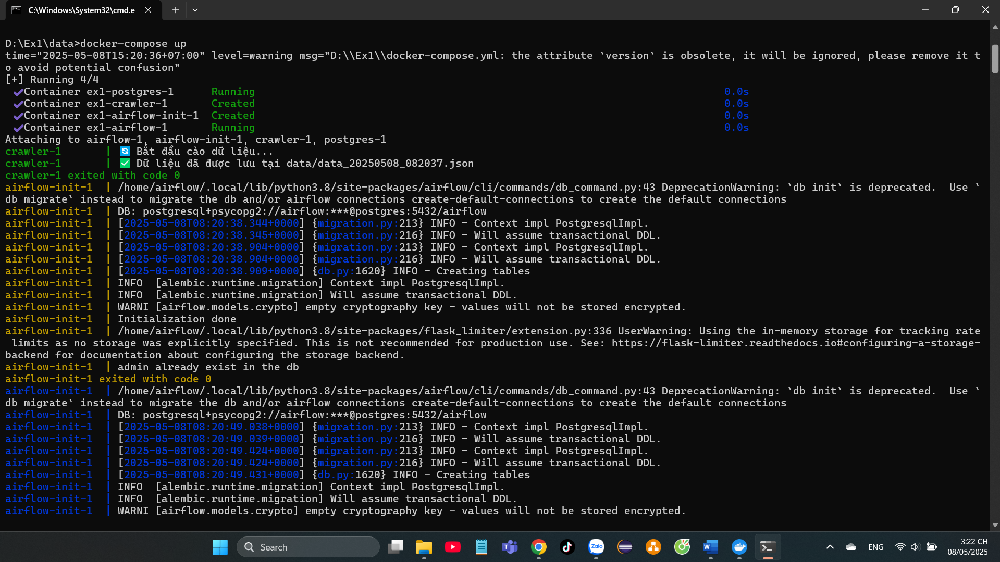 C:\Windows\System32\cmd.e
D:\Ex1\data>docker-compose up
time="2025-05-08T15:20:36+07:00" level=warning msg="D:\\Ex1\\docker-compose.yml: the attribute `version` is obsolete, it will be ignored, please remove it t
o avoid potential confusion"
[+] Running 4/4
✔Container ex1-postgres-1 Running 0.0s
✔Container ex1-crawler-1 Created 0.0s
✔Container ex1-airflow-init-1 Created 0.0s
✔Container ex1-airflow-1 Running 0.0s
Attaching to airflow-1, airflow-init-1, crawler-1, postgres-1
crawler-1 | 🔄 Bắt đầu cào dữ liệu...
crawler-1 | ✅ Dữ liệu đã được lưu tại data/data_20250508_082037.json
crawler-1 exited with code 0
airflow-init-1 | /home/airflow/.local/lib/python3.8/site-packages/airflow/cli/commands/db_command.py:43 DeprecationWarning: `db init` is deprecated.  Use `
db migrate` instead to migrate the db and/or airflow connections create-default-connections to create the default connections
airflow-init-1 | DB: postgresql+psycopg2://airflow:***@postgres:5432/airflow
airflow-init-1 | [2025-05-08T08:20:38.344+0000] {migration.py:213} INFO - Context impl PostgresqlImpl.
airflow-init-1 | [2025-05-08T08:20:38.345+0000] {migration.py:216} INFO - Will assume transactional DDL.
airflow-init-1 | [2025-05-08T08:20:38.904+0000] {migration.py:213} INFO - Context impl PostgresqlImpl.
airflow-init-1 | [2025-05-08T08:20:38.904+0000] {migration.py:216} INFO - Will assume transactional DDL.
airflow-init-1 | [2025-05-08T08:20:38.909+0000] {db.py:1620} INFO - Creating tables
airflow-init-1 | INFO  [alembic.runtime.migration] Context impl PostgresqlImpl.
airflow-init-1 | INFO  [alembic.runtime.migration] Will assume transactional DDL.
airflow-init-1 | WARNI [airflow.models.crypto] empty cryptography key - values will not be stored encrypted.
airflow-init-1 | Initialization done
airflow-init-1 | /home/airflow/.local/lib/python3.8/site-packages/flask_limiter/extension.py:336 UserWarning: Using the in-memory storage for tracking rate
limits as no storage was explicitly specified. This is not recommended for production use. See: https://flask-limiter.readthedocs.io#configuring-a-storage-
backend for documentation about configuring the storage backend.
airflow-init-1 | admin already exist in the db
airflow-init-1 exited with code 0
airflow-init-1 | /home/airflow/.local/lib/python3.8/site-packages/airflow/cli/commands/db_command.py:43 DeprecationWarning: `db init` is deprecated.  Use `
db migrate` instead to migrate the db and/or airflow connections create-default-connections to create the default connections
airflow-init-1 | DB: postgresql+psycopg2://airflow:***@postgres:5432/airflow
airflow-init-1 | [2025-05-08T08:20:49.038+0000] {migration.py:213} INFO - Context impl PostgresqlImpl.
airflow-init-1 | [2025-05-08T08:20:49.039+0000] {migration.py:216} INFO - Will assume transactional DDL.
airflow-init-1 | [2025-05-08T08:20:49.424+0000] {migration.py:213} INFO - Context impl PostgresqlImpl.
airflow-init-1 | [2025-05-08T08:20:49.424+0000] {migration.py:216} INFO - Will assume transactional DDL.
airflow-init-1 | [2025-05-08T08:20:49.431+0000] {db.py:1620} INFO - Creating tables
airflow-init-1 | INFO  [alembic.runtime.migration] Context impl PostgresqlImpl.
airflow-init-1 | INFO  [alembic.runtime.migration] Will assume transactional DDL.
airflow-init-1 | WARNI [airflow.models.crypto] empty cryptography key - values will not be stored encrypted.
Search
Zalo
ENG
3:22 CH
08/05/2025